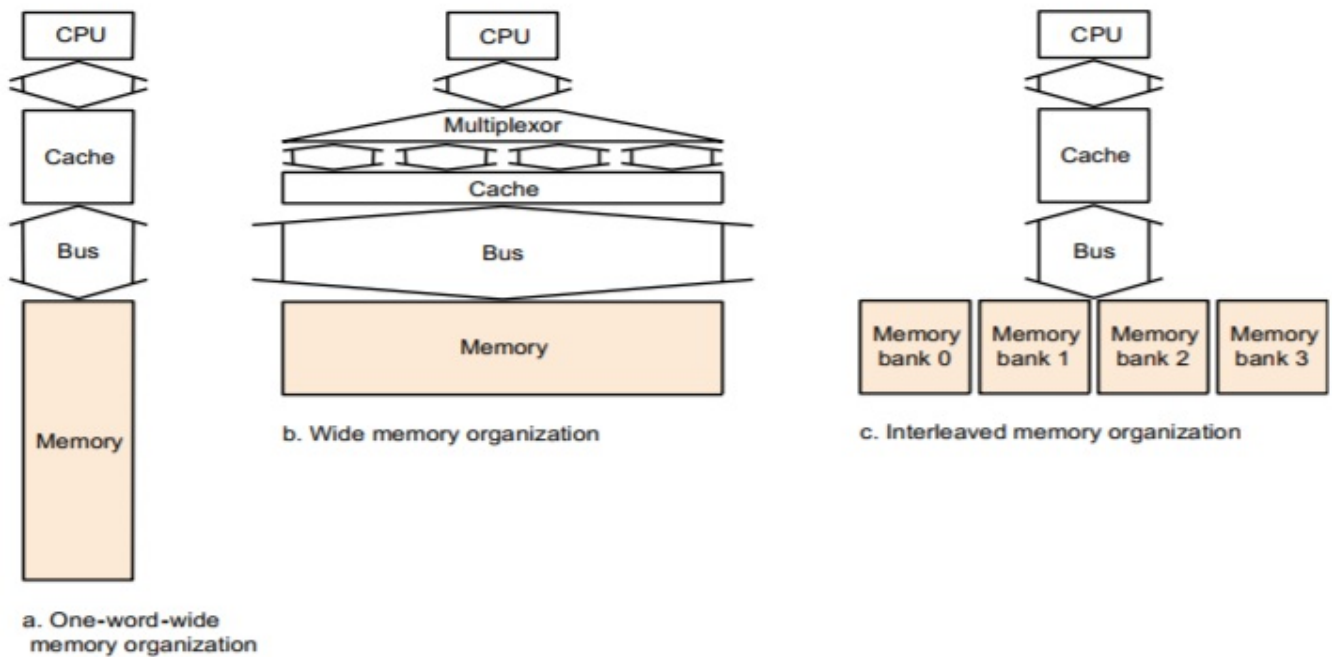 CPU
Cache
Bus
Memory
a. One-word-wide
memory organization
CPU
Multiplexor
Cache
Bus
Memory
b. Wide memory organization
CPU
Cache
Bus
Memory
bank 0
Memory
bank 1
Memory
bank 2
Memory
bank 3
c. Interleaved memory organization